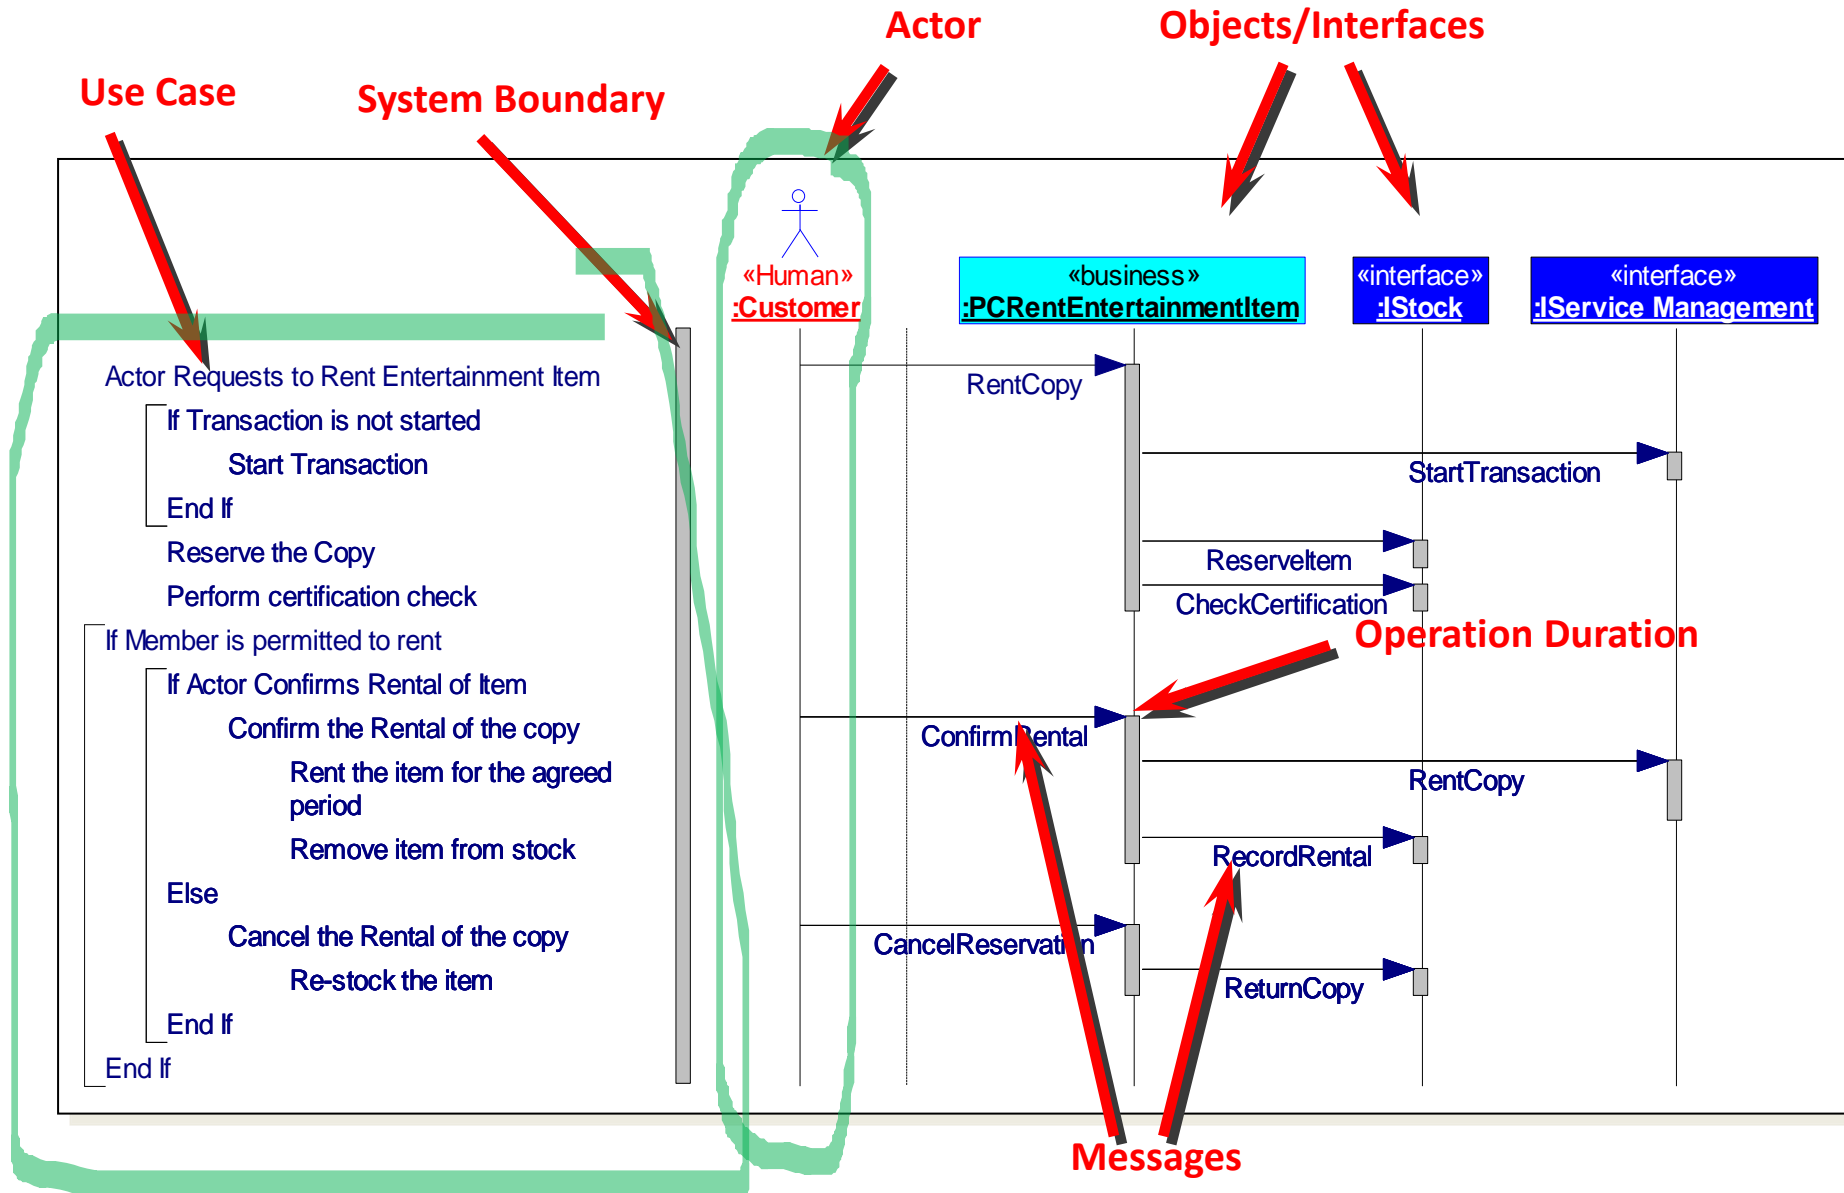 Actor
Objects/Interfaces
Use Case
System Boundary
«Human»
:Customer
«business»
:PCRentEntertainmentItem
«interface»
:IStock
«interface»
:IService Management
Actor Requests to Rent Entertainment Item
If Transaction is not started
Start Transaction
End If
Reserve the Copy
Perform certification check
If Member is permitted to rent
If Actor Confirms Rental of Item
Confirm the Rental of the copy
Rent the item for the agreed
period
Remove item from stock
Else
Cancel the Rental of the copy
Re-stock the item
End If
End If
RentCopy
StartTransaction
ReserveItem
CheckCertification
Operation Duration
ConfirmRental
RentCopy
RecordRental
CancelReservation
ReturnCopy
Messages